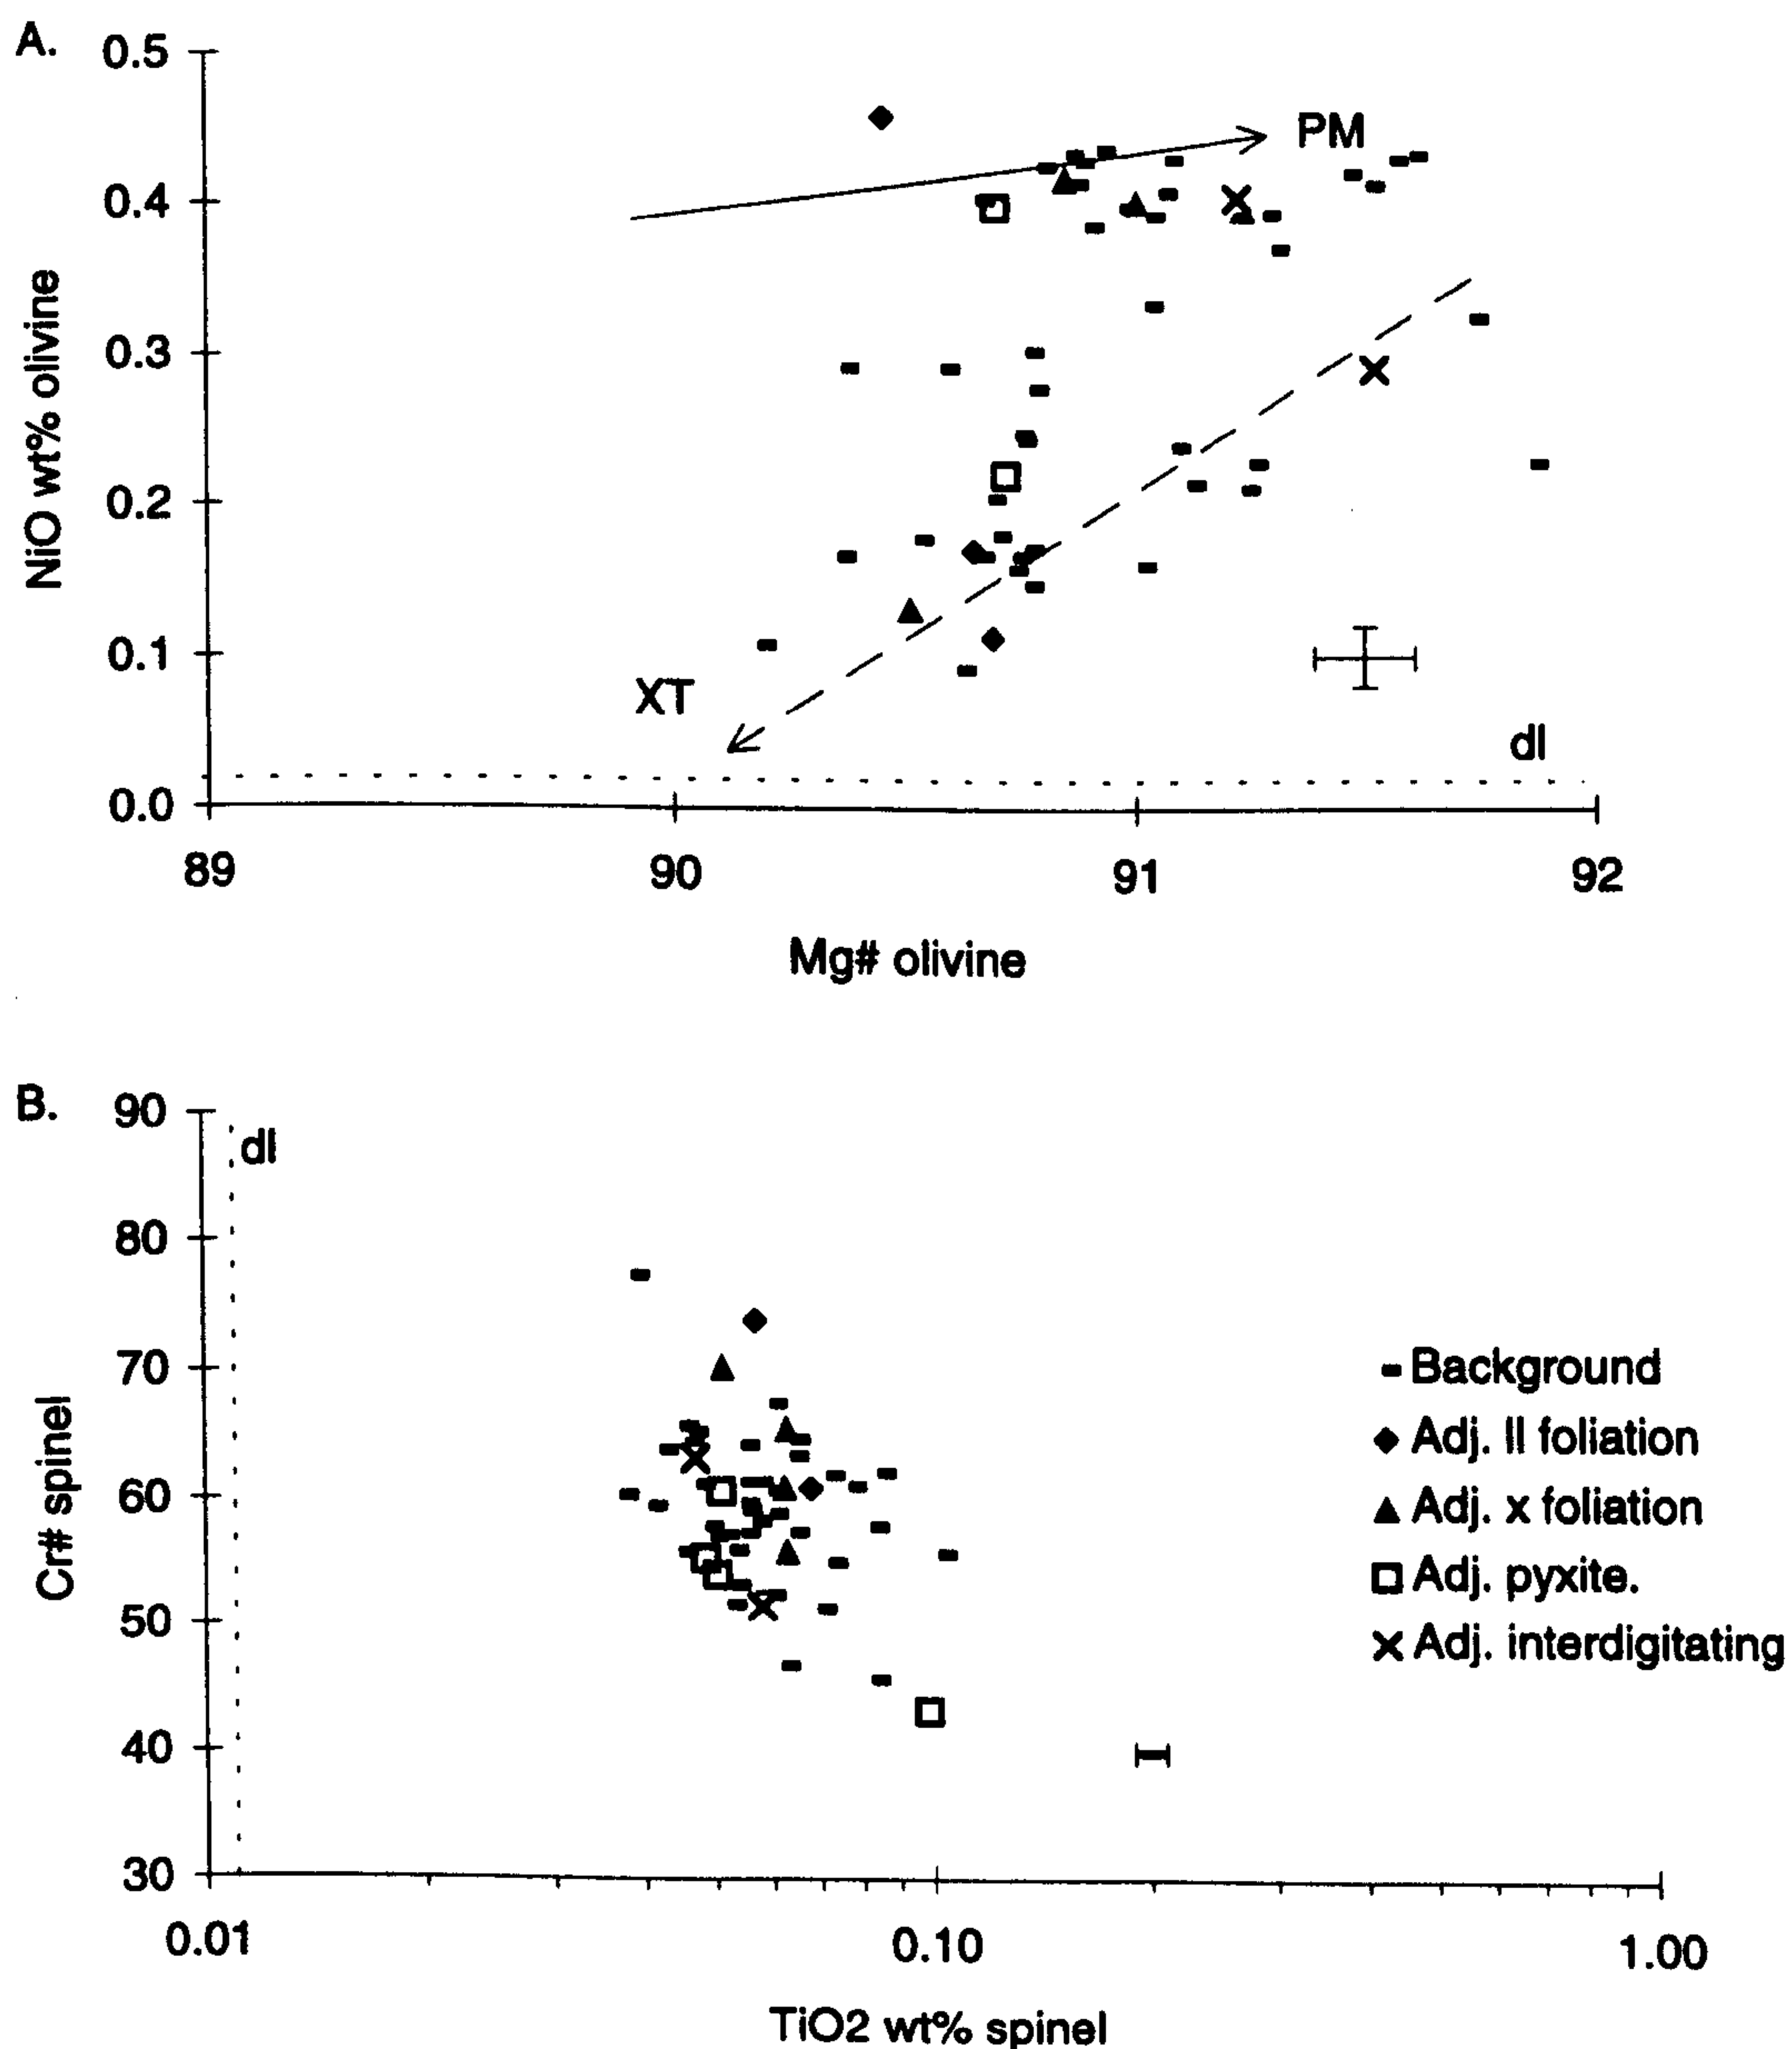 A.
0.5
0.4
0.3
0.2
0.1
0.0
NiO wt% olivine
PM
XT
dl
89 90 91 92
Mg# olivine
B.
90
80
70
60
50
40
30
Cr# spinel
dl
Background
Adj. II foliation
Adj. x foliation
Adj. pyxite.
Adj. interdigitating
0.01 0.10 1.00
TiO2 wt% spinel